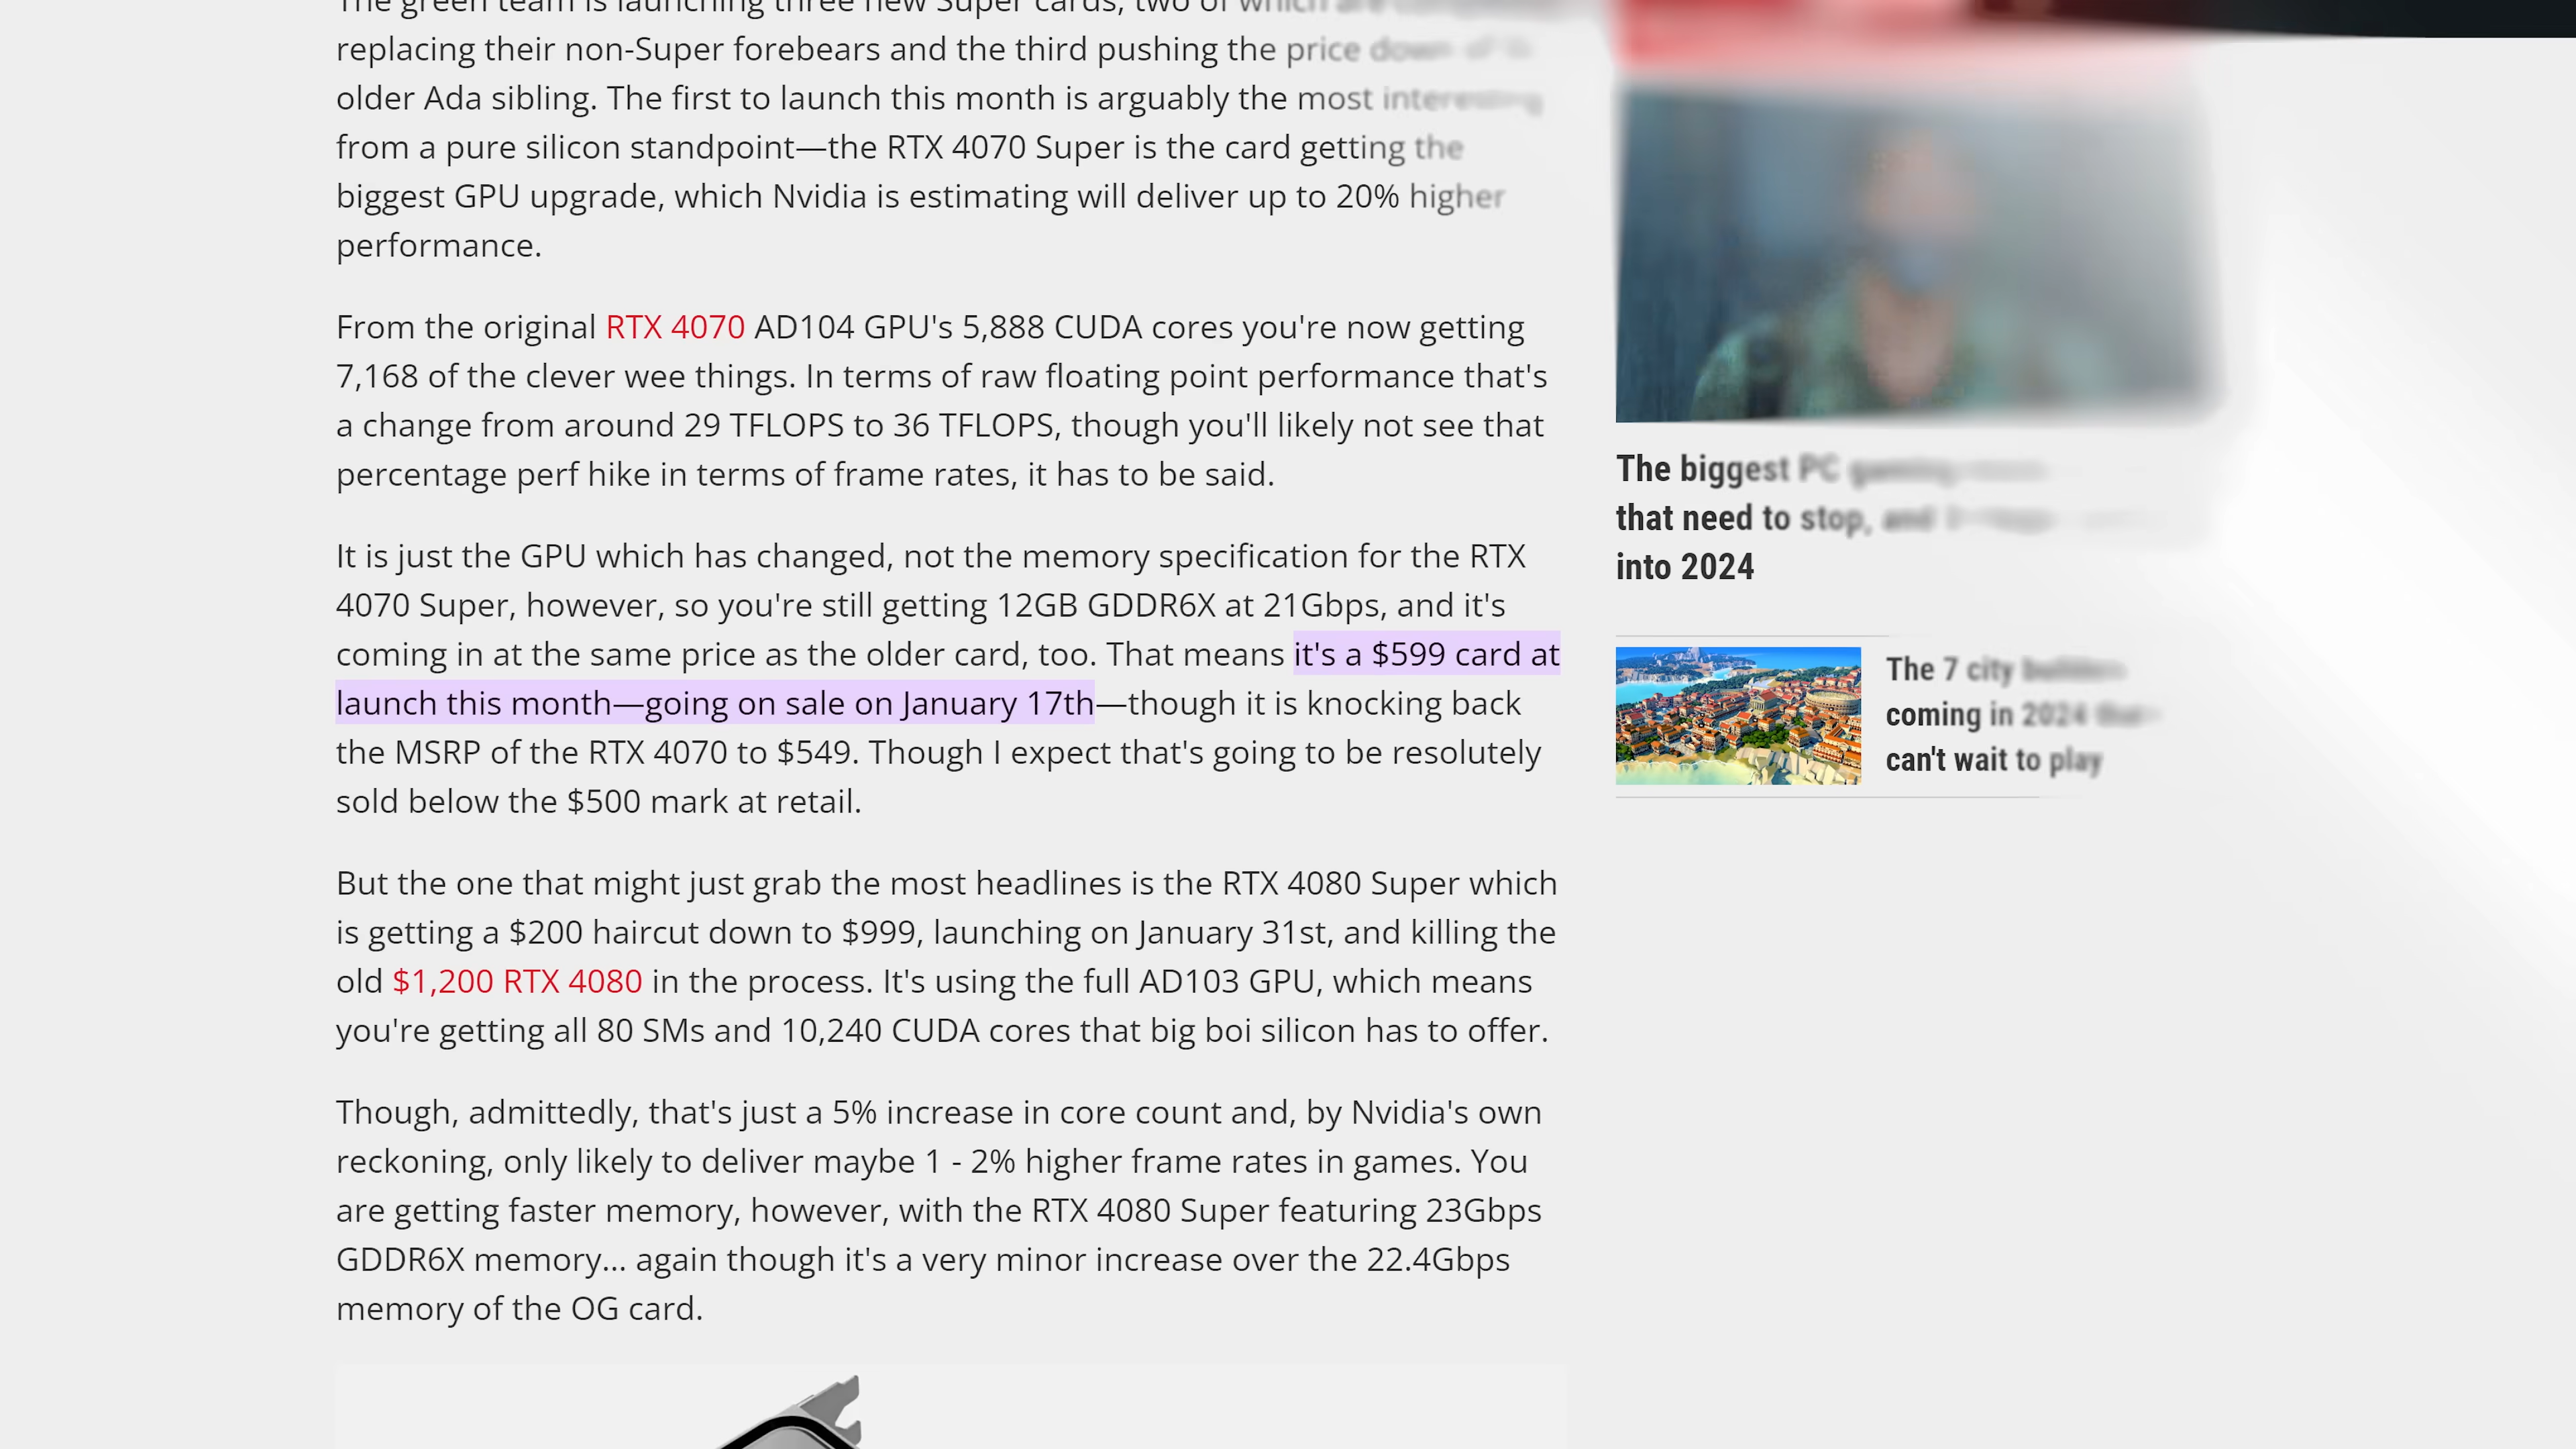 The green team is launching three new Super cards, two of which are
replacing their non-Super forebears and the third pushing the price down of
older Ada sibling. The first to launch this month is arguably the most interesting
from a pure silicon standpoint—the RTX 4070 Super is the card getting the
biggest GPU upgrade, which Nvidia is estimating will deliver up to 20% higher
performance.
From the original RTX 4070 AD104 GPU's 5,888 CUDA cores you're now getting
7,168 of the clever wee things. In terms of raw floating point performance that's
a change from around 29 TFLOPS to 36 TFLOPS, though you'll likely not see that
percentage perf hike in terms of frame rates, it has to be said.
It is just the GPU which has changed, not the memory specification for the RTX
4070 Super, however, so you're still getting 12GB GDDR6X at 21Gbps, and it's
coming in at the same price as the older card, too. That means it's a $599 card at
launch this month—going on sale on January 17th—though it is knocking back
the MSRP of the RTX 4070 to $549. Though I expect that's going to be resolutely
sold below the $500 mark at retail.
But the one that might just grab the most headlines is the RTX 4080 Super which
is getting a $200 haircut down to $999, launching on January 31st, and killing the
old $1,200 RTX 4080 in the process. It's using the full AD103 GPU, which means
you're getting all 80 SMs and 10,240 CUDA cores that big boi silicon has to offer.
Though, admittedly, that's just a 5% increase in core count and, by Nvidia's own
reckoning, only likely to deliver maybe 1 - 2% higher frame rates in games. You
are getting faster memory, however, with the RTX 4080 Super featuring 23Gbps
GDDR6X memory... again though it's a very minor increase over the 22.4Gbps
memory of the OG card.
The biggest PC gaming
that need to stop, and
into 2024
The 7 city builders
coming in 2024 that
can't wait to play